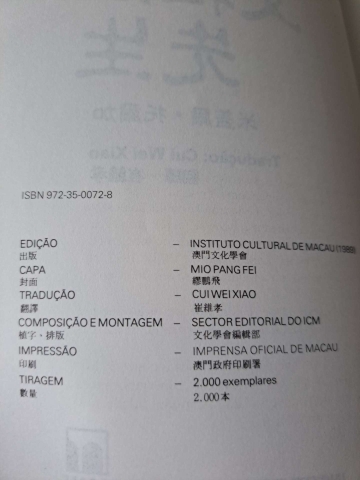 先生
Tradução: Cui Wei Xiao
ISBN 972-35-0072-8
EDIÇÃO – INSTITUTO CULTURAL DE MACAU (1989)
出版 澳門文化學會
CAPA – MIO PANG FEI
封面 繆鵬飛
TRADUÇÃO – CUI WEI XIAO
翻譯 崔維孝
COMPOSIÇÃO E MONTAGEM – SECTOR EDITORIAL DO ICM
植字·排版 文化學會編輯部
IMPRESSÃO – IMPRENSA OFICIAL DE MACAU
印刷 澳門政府印刷署
TIRAGEM – 2.000 exemplares
數量 2.000本